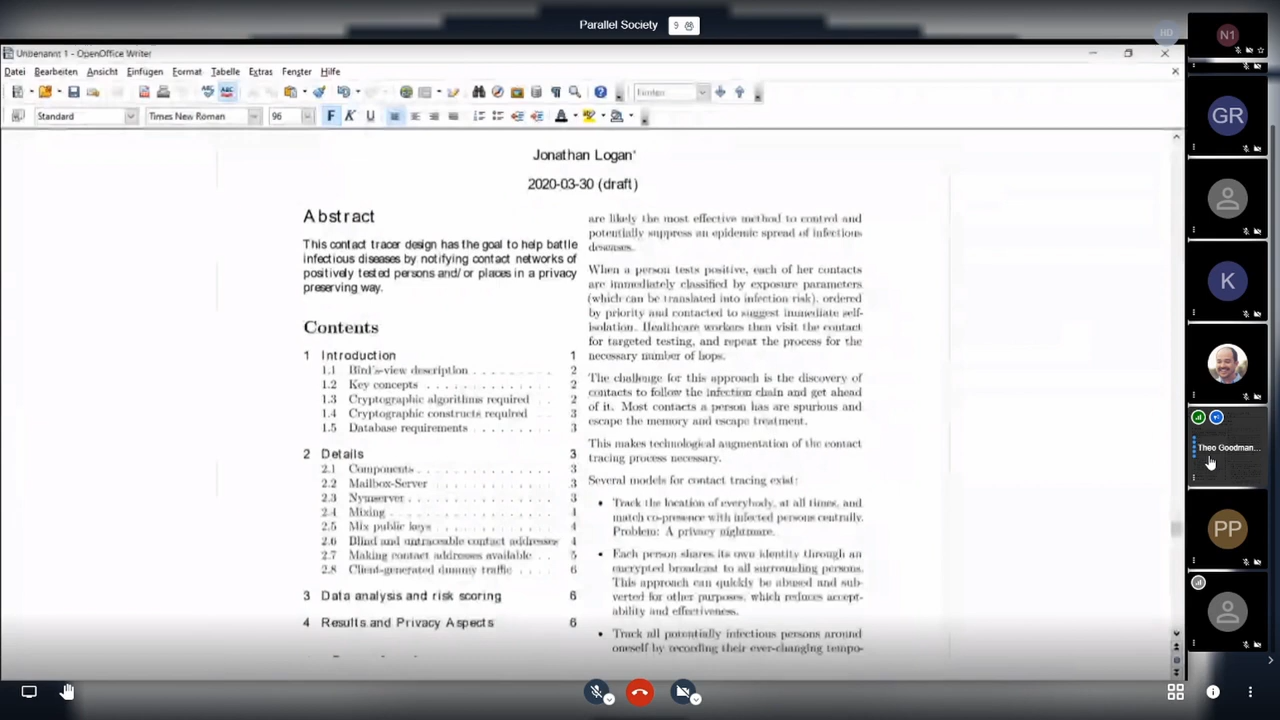 Parallel Society 9
HD
N1
Unbenannt 1 - OpenOffice Writer
Datei Bearbeiten Ansicht Einfügen Format Tabelle Extras Fenster Hilfe
Standard Times New Roman 96 F K U
Jonathan Logan*
2020-03-30 (draft)
Abstract
This contact tracer design has the goal to help battle
infectious diseases by notifying contact networks of
positively tested persons and/or places in a privacy
preserving way.
Contents
1 Introduction 1
1.1 Bird's-view description . . . . . . . . 2
1.2 Key concepts . . . . . . . . . . . . 2
1.3 Cryptographic algorithms required . . 2
1.4 Cryptographic constructs required . . 3
1.5 Database requirements . . . . . . . . 3
2 Details 3
2.1 Components . . . . . . . . . . . . . 3
2.2 Mailbox-Server . . . . . . . . . . . . 3
2.3 Nymserver . . . . . . . . . . . . . . 3
2.4 Mixing . . . . . . . . . . . . . . . . 4
2.5 Mix public keys . . . . . . . . . . . 4
2.6 Blind and untraceable contact addresses 4
2.7 Making contact addresses available . . 5
2.8 Client-generated dummy traffic . . . . 6
3 Data analysis and risk scoring 6
4 Results and Privacy Aspects 6
are likely the most effective method to control and
potentially suppress an epidemic spread of infectious
diseases.
When a person tests positive, each of her contacts
are immediately classified by exposure parameters
(which can be translated into infection risk), ordered
by priority and contacted to suggest immediate self-
isolation. Healthcare workers then visit the contact
for targeted testing, and repeat the process for the
necessary number of hops.
The challenge for this approach is the discovery of
contacts to follow the infection chain and get ahead
of it. Most contacts a person has are spurious and
escape the memory and escape treatment.
This makes technological augmentation of the contact
tracing process necessary.
Several models for contact tracing exist:
• Track the location of everybody, at all times, and
match co-presence with infected persons centrally.
Problem: A privacy nightmare.
• Each person shares its own identity through an
encrypted broadcast to all surrounding persons.
This approach can quickly be abused and sub-
verted for other purposes, which reduces accept-
ability and effectiveness.
• Track all potentially infectious persons around
oneself by recording their ever-changing tempo-
GR
K
Theo Goodman...
PP